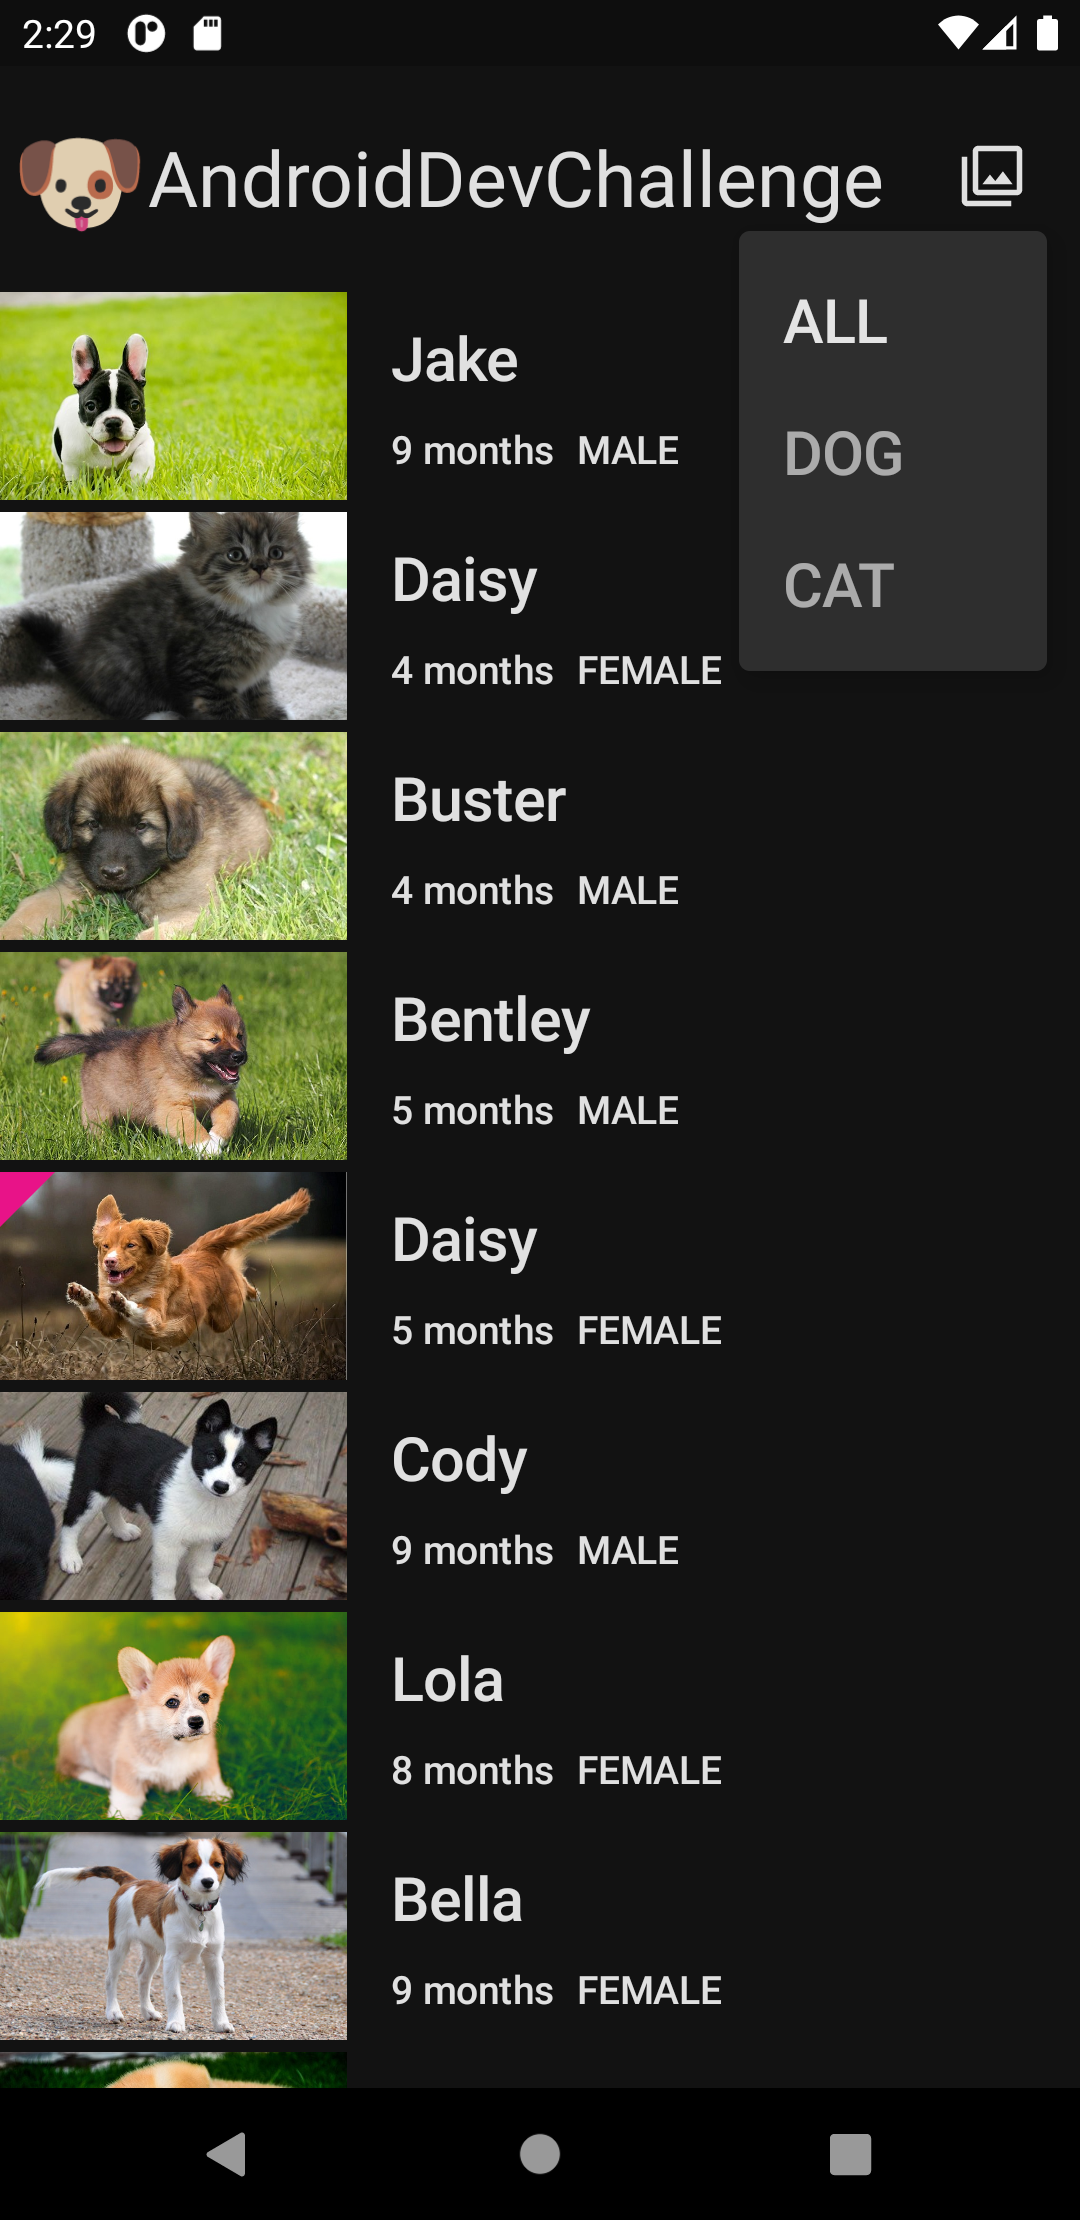 2:29
AndroidDevChallenge
ALL
DOG
CAT
Jake
9 months MALE
Daisy
4 months FEMALE
Buster
4 months MALE
Bentley
5 months MALE
Daisy
5 months FEMALE
Cody
9 months MALE
Lola
8 months FEMALE
Bella
9 months FEMALE